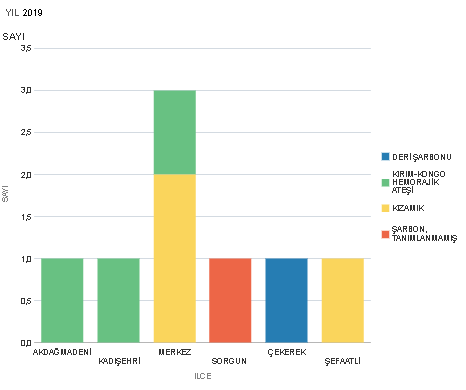 YIL 2019
SAYI
3,5
3,0
2,5
2,0
1,5
1,0
0,5
0,0
SAYI
AKDAĞMADENİ
KADIŞEHRİ
MERKEZ
SORGUN
ÇEKEREK
ŞEFAATLİ
ILCE
DERİ ŞARBONU
KIRIM-KONGO
HEMORAJİK
ATEŞİ
KIZAMIK
ŞARBON,
TANIMLANMAMIŞ